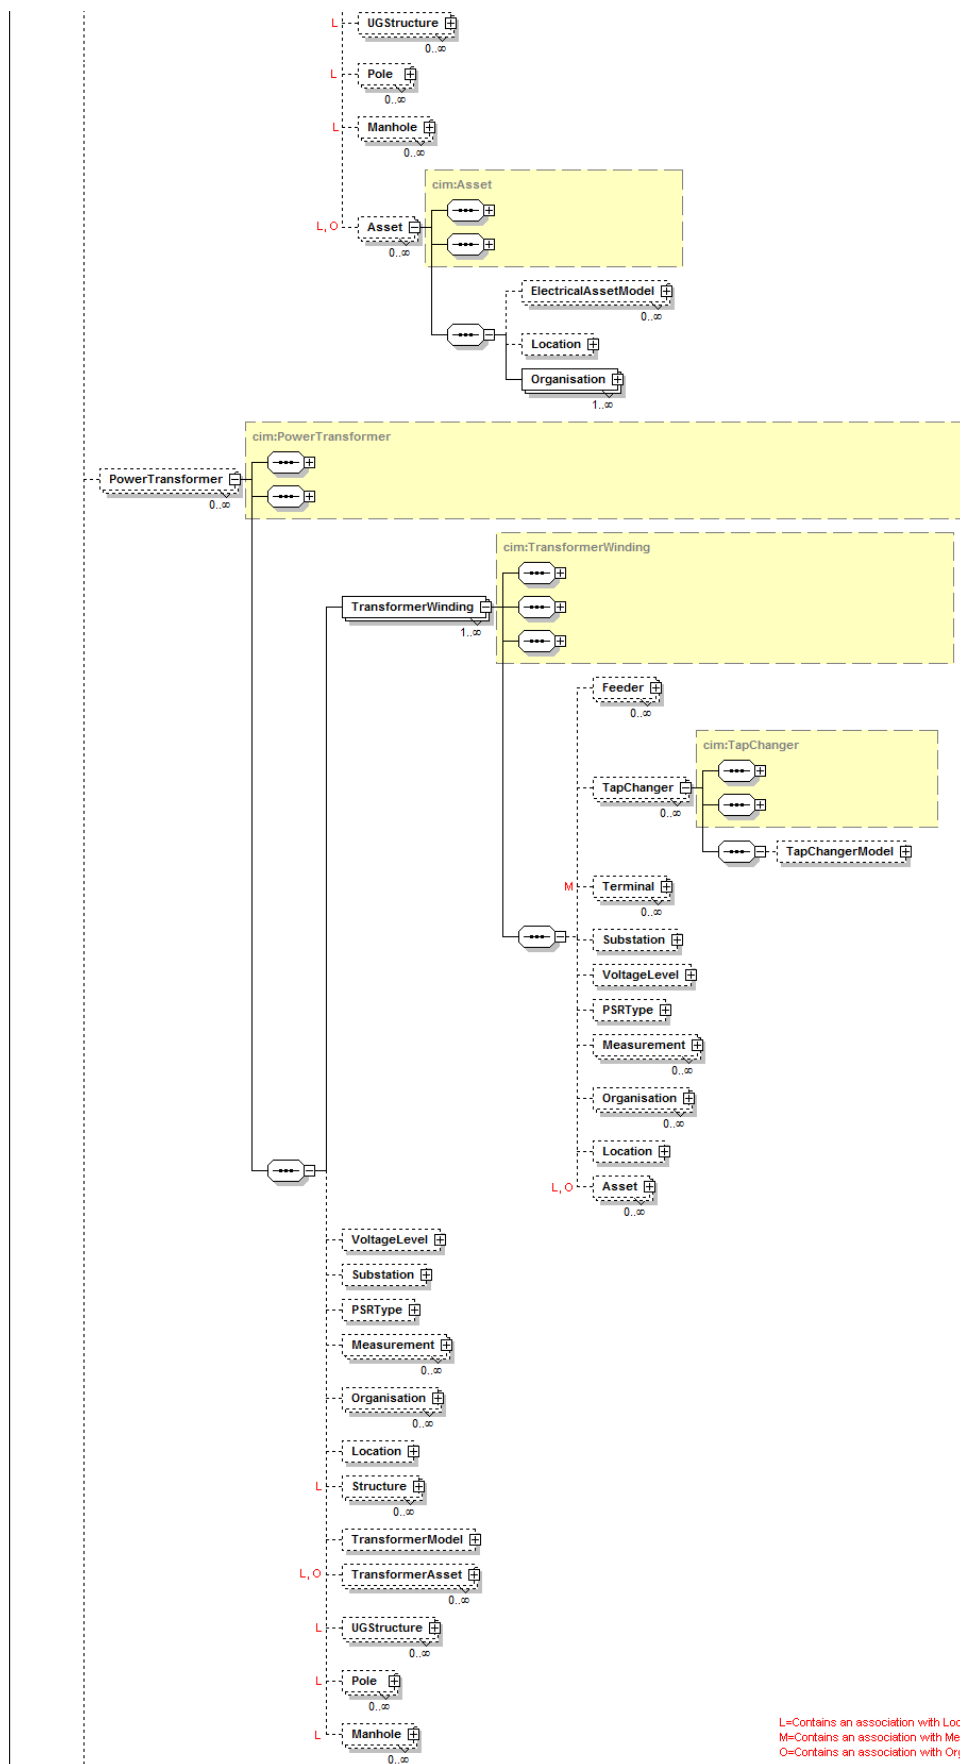 L UGStructure
0..∞
L Pole
0..∞
L Manhole
0..∞
cim:Asset
L, O Asset
0..∞
ElectricalAssetModel
0..∞
Location
Organisation
1..∞
cim:PowerTransformer
PowerTransformer
0..∞
cim:TransformerWinding
TransformerWinding
1..∞
Feeder
0..∞
cim:TapChanger
TapChanger
0..∞
TapChangerModel
M Terminal
0..∞
Substation
VoltageLevel
PSRType
Measurement
0..∞
Organisation
0..∞
Location
L, O Asset
0..∞
VoltageLevel
Substation
PSRType
Measurement
0..∞
Organisation
0..∞
Location
L Structure
0..∞
TransformerModel
L, O TransformerAsset
0..∞
L UGStructure
0..∞
L Pole
0..∞
L Manhole
0..∞
L=Contains an association with Loc
M=Contains an association with Me
O=Contains an association with Org